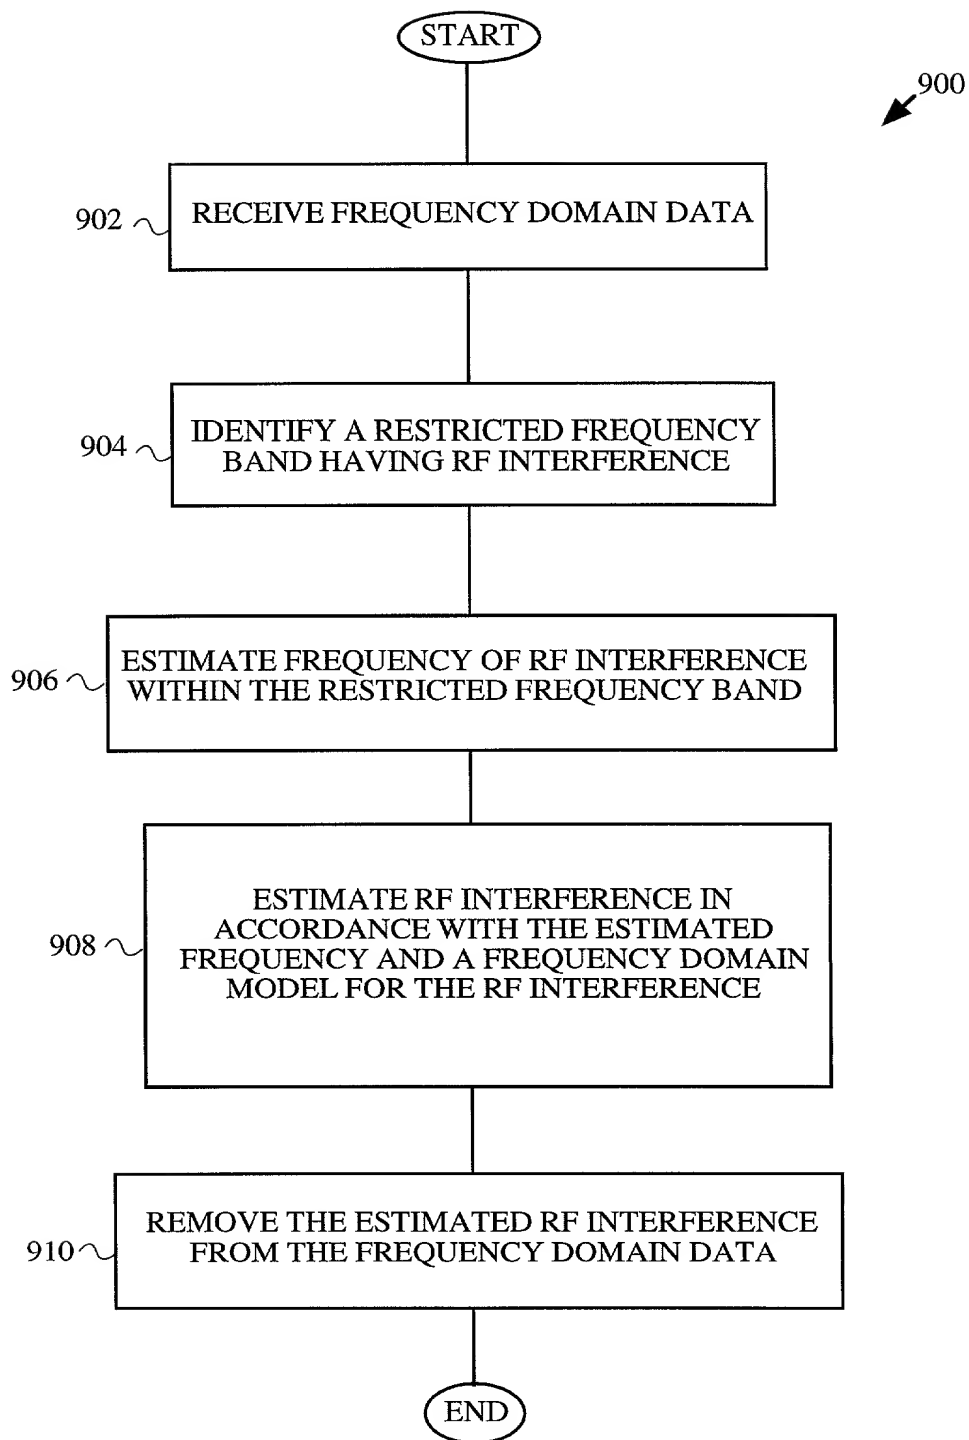 START
900
902
RECEIVE FREQUENCY DOMAIN DATA
904
IDENTIFY A RESTRICTED FREQUENCY
BAND HAVING RF INTERFERENCE
906
ESTIMATE FREQUENCY OF RF INTERFERENCE
WITHIN THE RESTRICTED FREQUENCY BAND
908
ESTIMATE RF INTERFERENCE IN
ACCORDANCE WITH THE ESTIMATED
FREQUENCY AND A FREQUENCY DOMAIN
MODEL FOR THE RF INTERFERENCE
910
REMOVE THE ESTIMATED RF INTERFERENCE
FROM THE FREQUENCY DOMAIN DATA
END